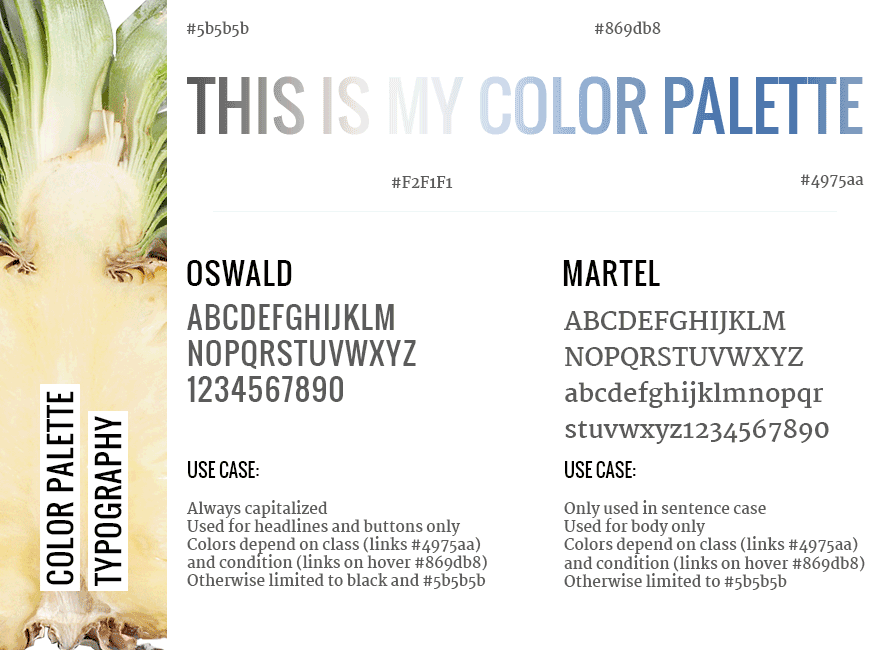 #5b5b5b
#869db8
THIS IS MY COLOR PALETTE
#F2F1F1
#4975aa
OSWALD
ABCDEFGHIJKLM
NOPQRSTUVWXYZ
1234567890
USE CASE:
Always capitalized
Used for headlines and buttons only
Colors depend on class (links #4975aa)
and condition (links on hover #869db8)
Otherwise limited to black and #5b5b5b
MARTEL
ABCDEFGHIJKLM
NOPQRSTUVWXYZ
abcdefghijklmnopqr
stuvwxyz1234567890
USE CASE:
Only used in sentence case
Used for body only
Colors depend on class (links #4975aa)
and condition (links on hover #869db8)
Otherwise limited to #5b5b5b
COLOR PALETTE
TYPOGRAPHY